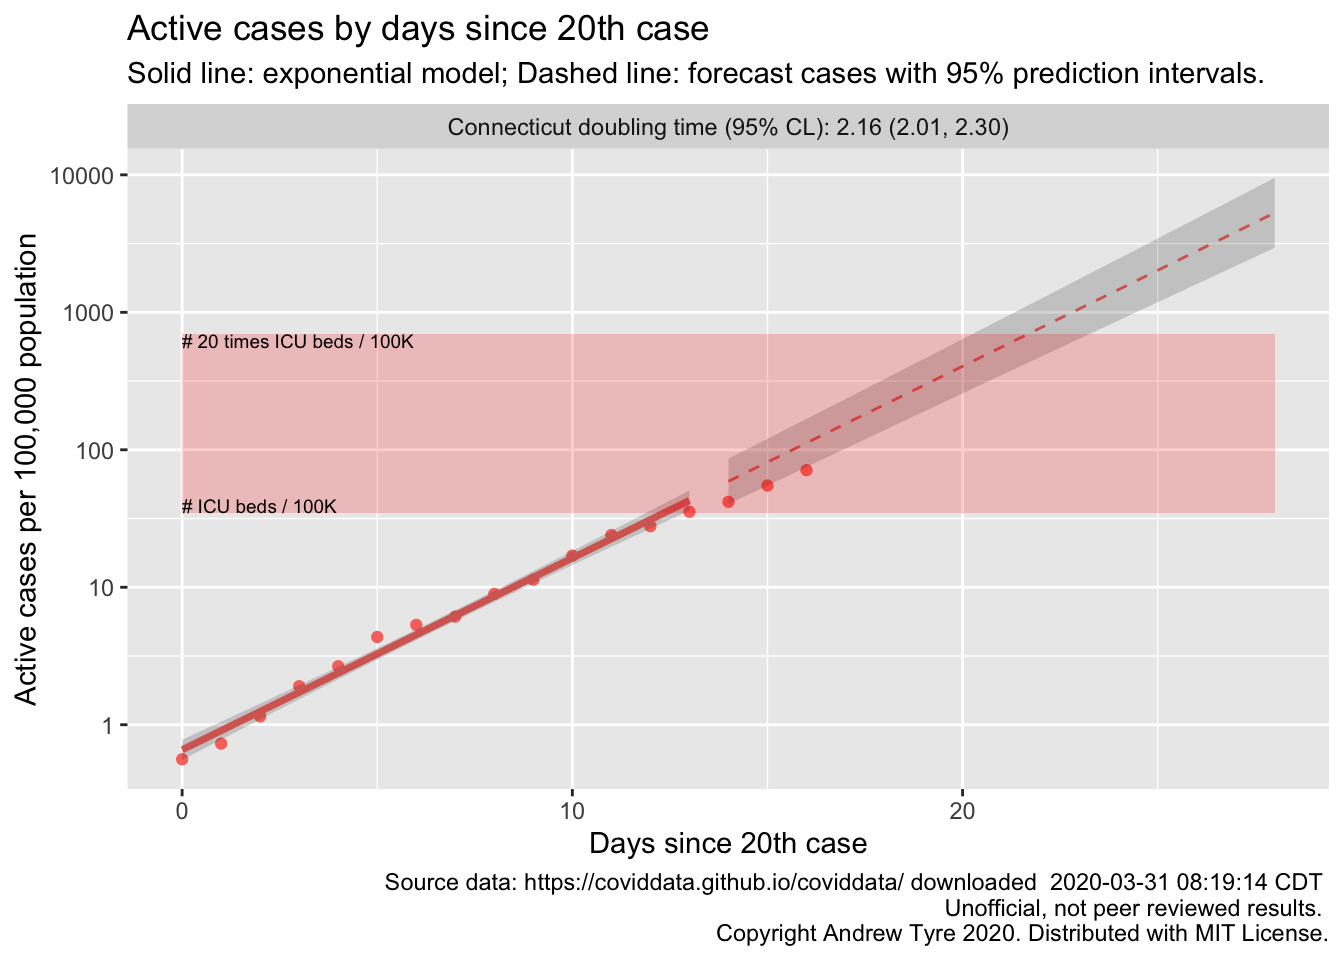 Active cases by days since 20th case
Solid line: exponential model; Dashed line: forecast cases with 95% prediction intervals.
Connecticut doubling time (95% CL): 2.16 (2.01, 2.30)
Active cases per 100,000 population
10000
1000
100
10
1
# 20 times ICU beds / 100K
# ICU beds / 100K
0
10
20
Days since 20th case
Source data: https://coviddata.github.io/coviddata/ downloaded  2020-03-31 08:19:14 CDT
Unofficial, not peer reviewed results.
Copyright Andrew Tyre 2020. Distributed with MIT License.